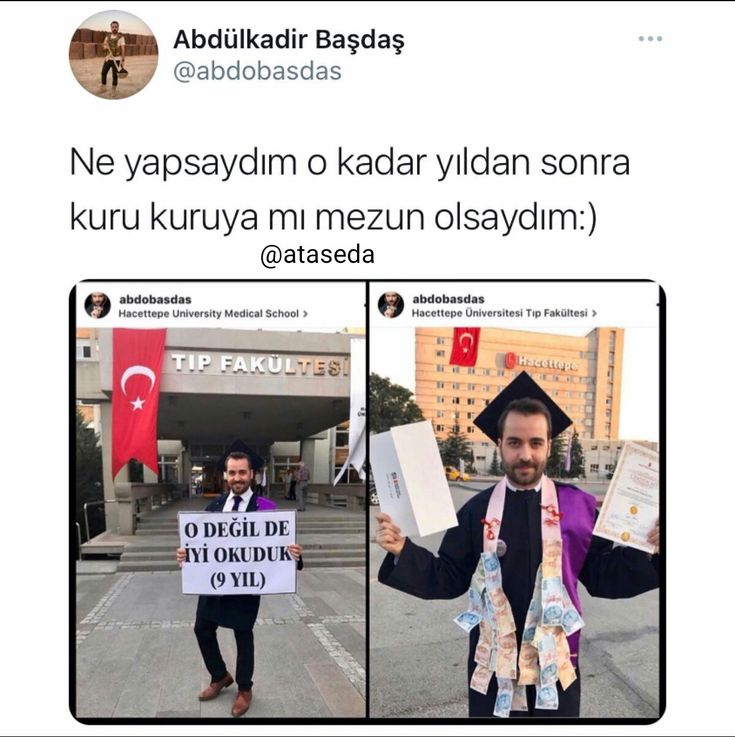 Abdülkadir Başdaş
@abdobasdas
Ne yapsaydım o kadar yıldan sonra
kuru kuruya mı mezun olsaydım:)
@ataseda
abdobasdas
Hacettepe University Medical School >
TIP FAKÜLTESİ
O DEĞİL DE
İYİ OKUDUK
(9 YIL)
abdobasdas
Hacettepe Üniversitesi Tıp Fakültesi >
Hacettepe